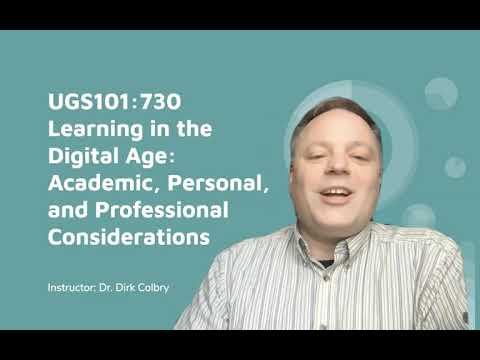 UGS101:730
Learning in the
Digital Age:
Academic, Personal,
and Professional
Considerations
Instructor: Dr. Dirk Colbry